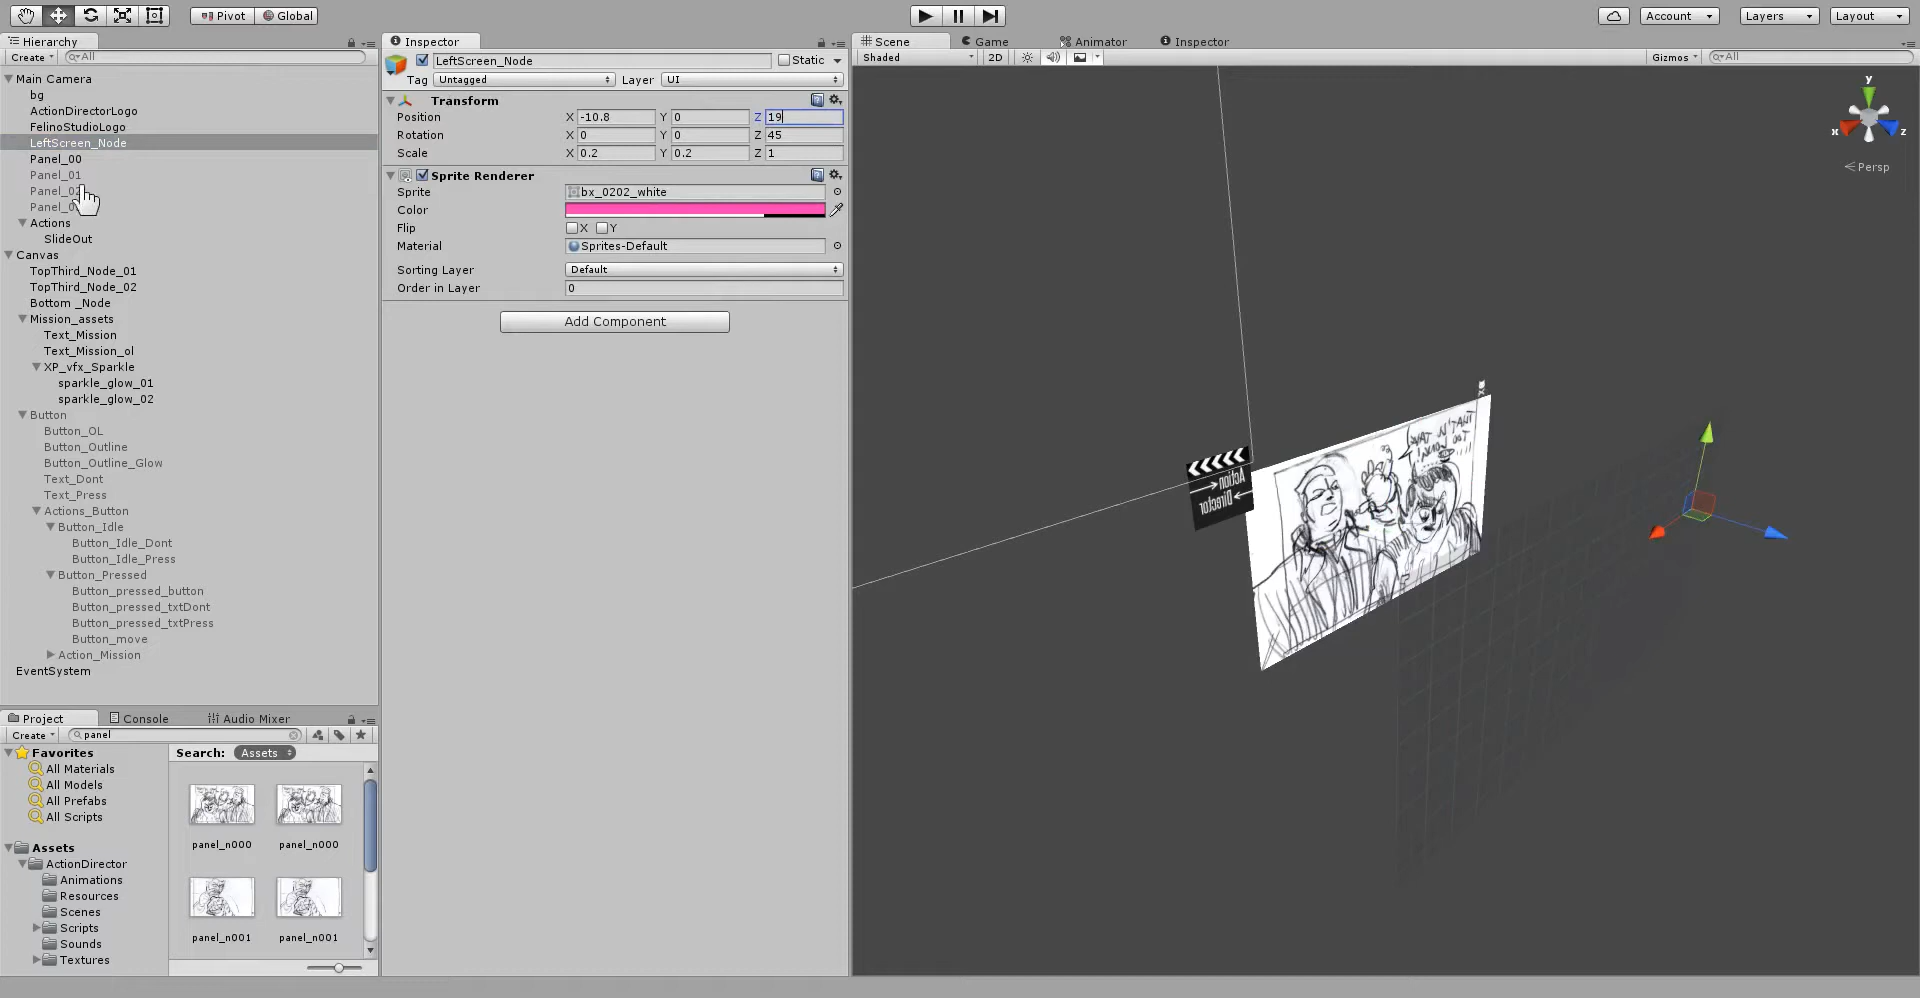 Pivot
Global
Account
Layers
Layout
Hierarchy
Create
All
Main Camera
bg
ActionDirectorLogo
FelinoStudioLogo
LeftScreen_Node
Panel_00
Panel_01
Actions
SlideOut
Canvas
TopThird_Node_01
TopThird_Node_02
Bottom _Node
Mission_assets
Text_Mission
Text_Mission_ol
XP_vfx_Sparkle
sparkle_glow_01
sparkle_glow_02
Button
Button_OL
Button_Outline
Button_Outline_Glow
Text_Dont
Text_Press
Actions_Button
Button_Idle
Button_Idle_Dont
Button_Idle_Press
Button_Pressed
Button_pressed_button
Button_pressed_txtDont
Button_pressed_txtPress
Button_move
Action_Mission
EventSystem
Inspector
LeftScreen_Node
Static
Tag Untagged Layer UI
Transform
Position X -10.8 Y 0 Z 19
Rotation X 0 Y 0 Z 45
Scale X 0.2 Y 0.2 Z 1
Sprite Renderer
Sprite bx_0202_white
Color
Flip X Y
Material Sprites-Default
Sorting Layer Default
Order in Layer 0
Add Component
Scene
Game
Animator
Inspector
Shaded
2D
Gizmos
All
y
x
z
Persp
Action
Director
Project
Console
Audio Mixer
Create
panel
Favorites
All Materials
All Models
All Prefabs
All Scripts
Assets
ActionDirector
Animations
Resources
Scenes
Scripts
Sounds
Textures
Search: Assets
panel_n000
panel_n000
panel_n001
panel_n001